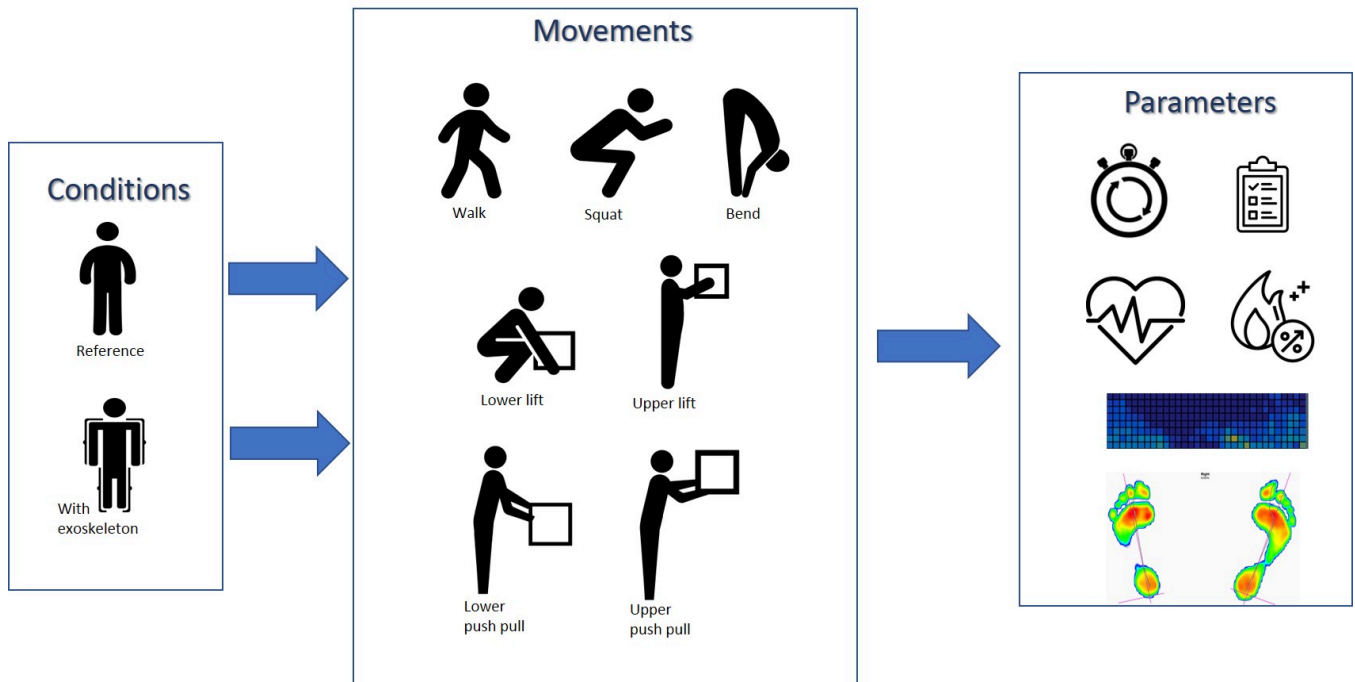 Movements
Parameters
Conditions
Walk
Squat
Bend
Reference
Lower lift
Upper lift
With
exoskeleton
Lower
push pull
Upper
push pull
Right